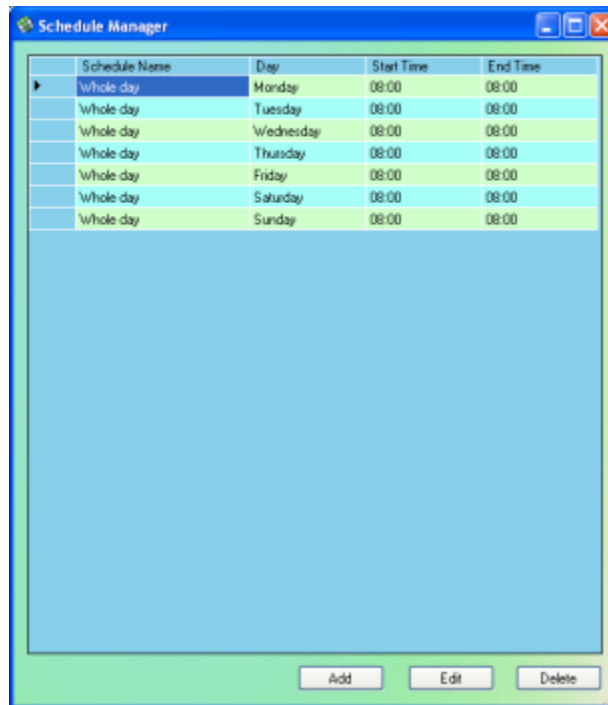 Schedule Manager
Schedule Name Day Start Time End Time
Whole day Monday 08:00 08:00
Whole day Tuesday 08:00 08:00
Whole day Wednesday 08:00 08:00
Whole day Thursday 08:00 08:00
Whole day Friday 08:00 08:00
Whole day Saturday 08:00 08:00
Whole day Sunday 08:00 08:00
Add Edit Delete